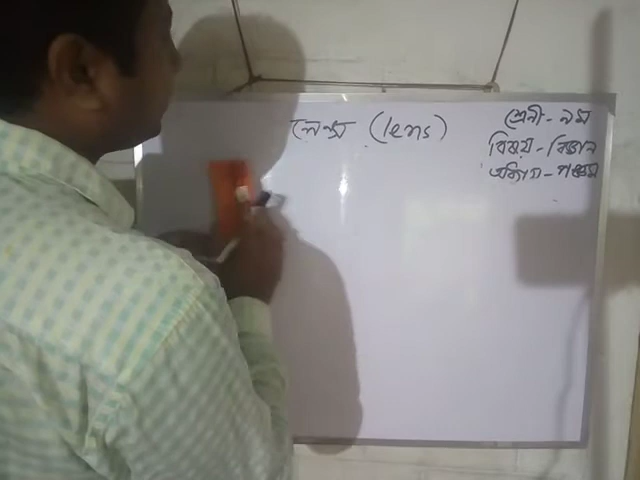 লেন্স (lens)
শ্রেনী - ৯ম
বিষয় - বিজ্ঞান
অধ্যায় - পঞ্চম